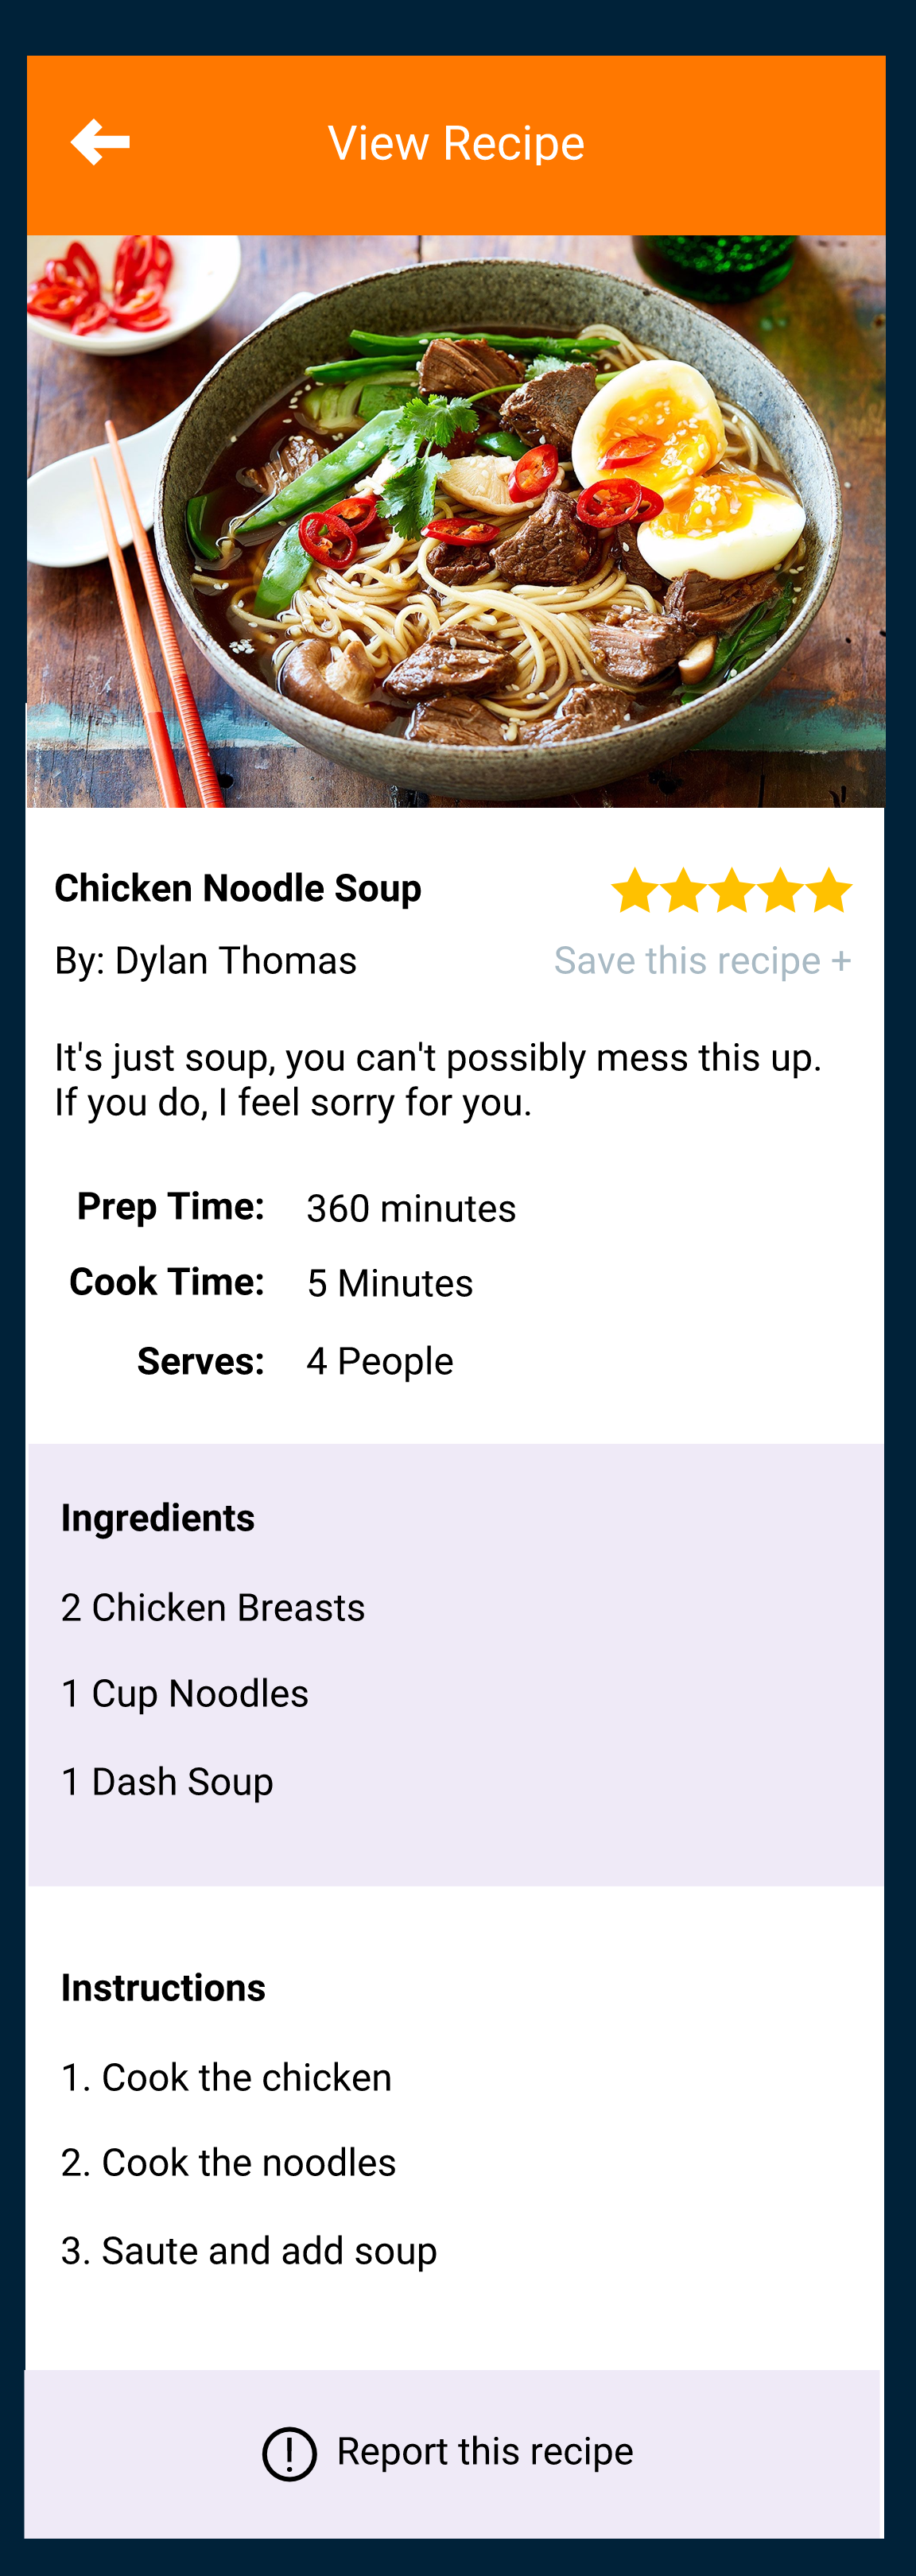 View Recipe
Chicken Noodle Soup
By: Dylan Thomas
Save this recipe +
It's just soup, you can't possibly mess this up.
If you do, I feel sorry for you.
Prep Time: 360 minutes
Cook Time: 5 Minutes
Serves: 4 People
Ingredients
2 Chicken Breasts
1 Cup Noodles
1 Dash Soup
Instructions
1. Cook the chicken
2. Cook the noodles
3. Saute and add soup
Report this recipe